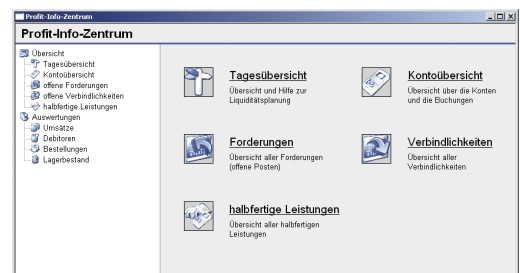 Profit-Info-Zentrum
Profit-Info-Zentrum
Übersicht
Tagesübersicht
Kontoübersicht
offene Forderungen
offene Verbindlichkeiten
halbfertige Leistungen
Auswertungen
Umsätze
Debitoren
Bestellungen
Lagerbestand
Tagesübersicht
Übersicht und Hilfe zur
Liquiditätsplanung
Kontoübersicht
Übersicht über die Konten
und die Buchungen
Forderungen
Übersicht aller Forderungen
(offene Posten)
Verbindlichkeiten
Übersicht aller
Verbindlichkeiten
halbfertige Leistungen
Übersicht aller halbfertigen
Leistungen